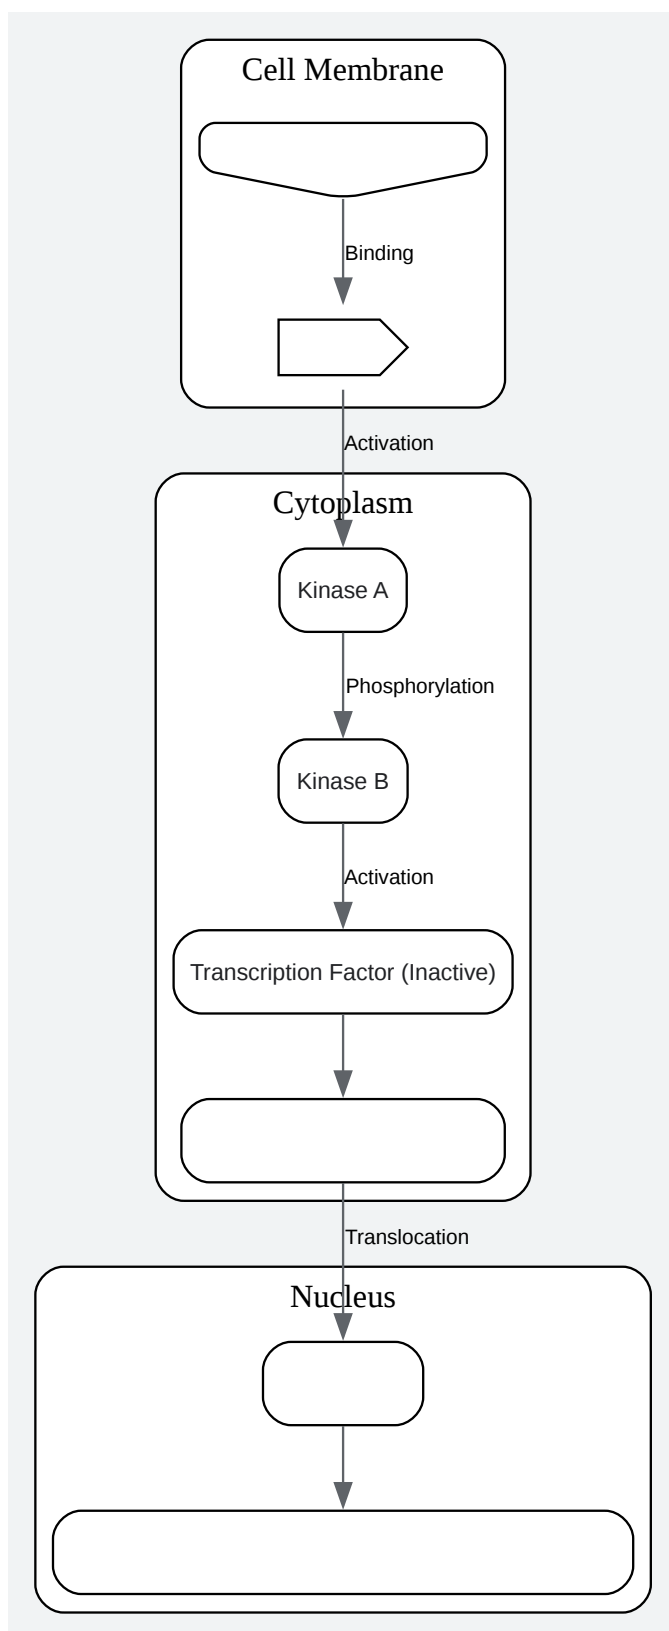 Cell Membrane
Binding
Activation
Cytoplasm
Kinase A
Phosphorylation
Kinase B
Activation
Transcription Factor (Inactive)
Translocation
Nucleus